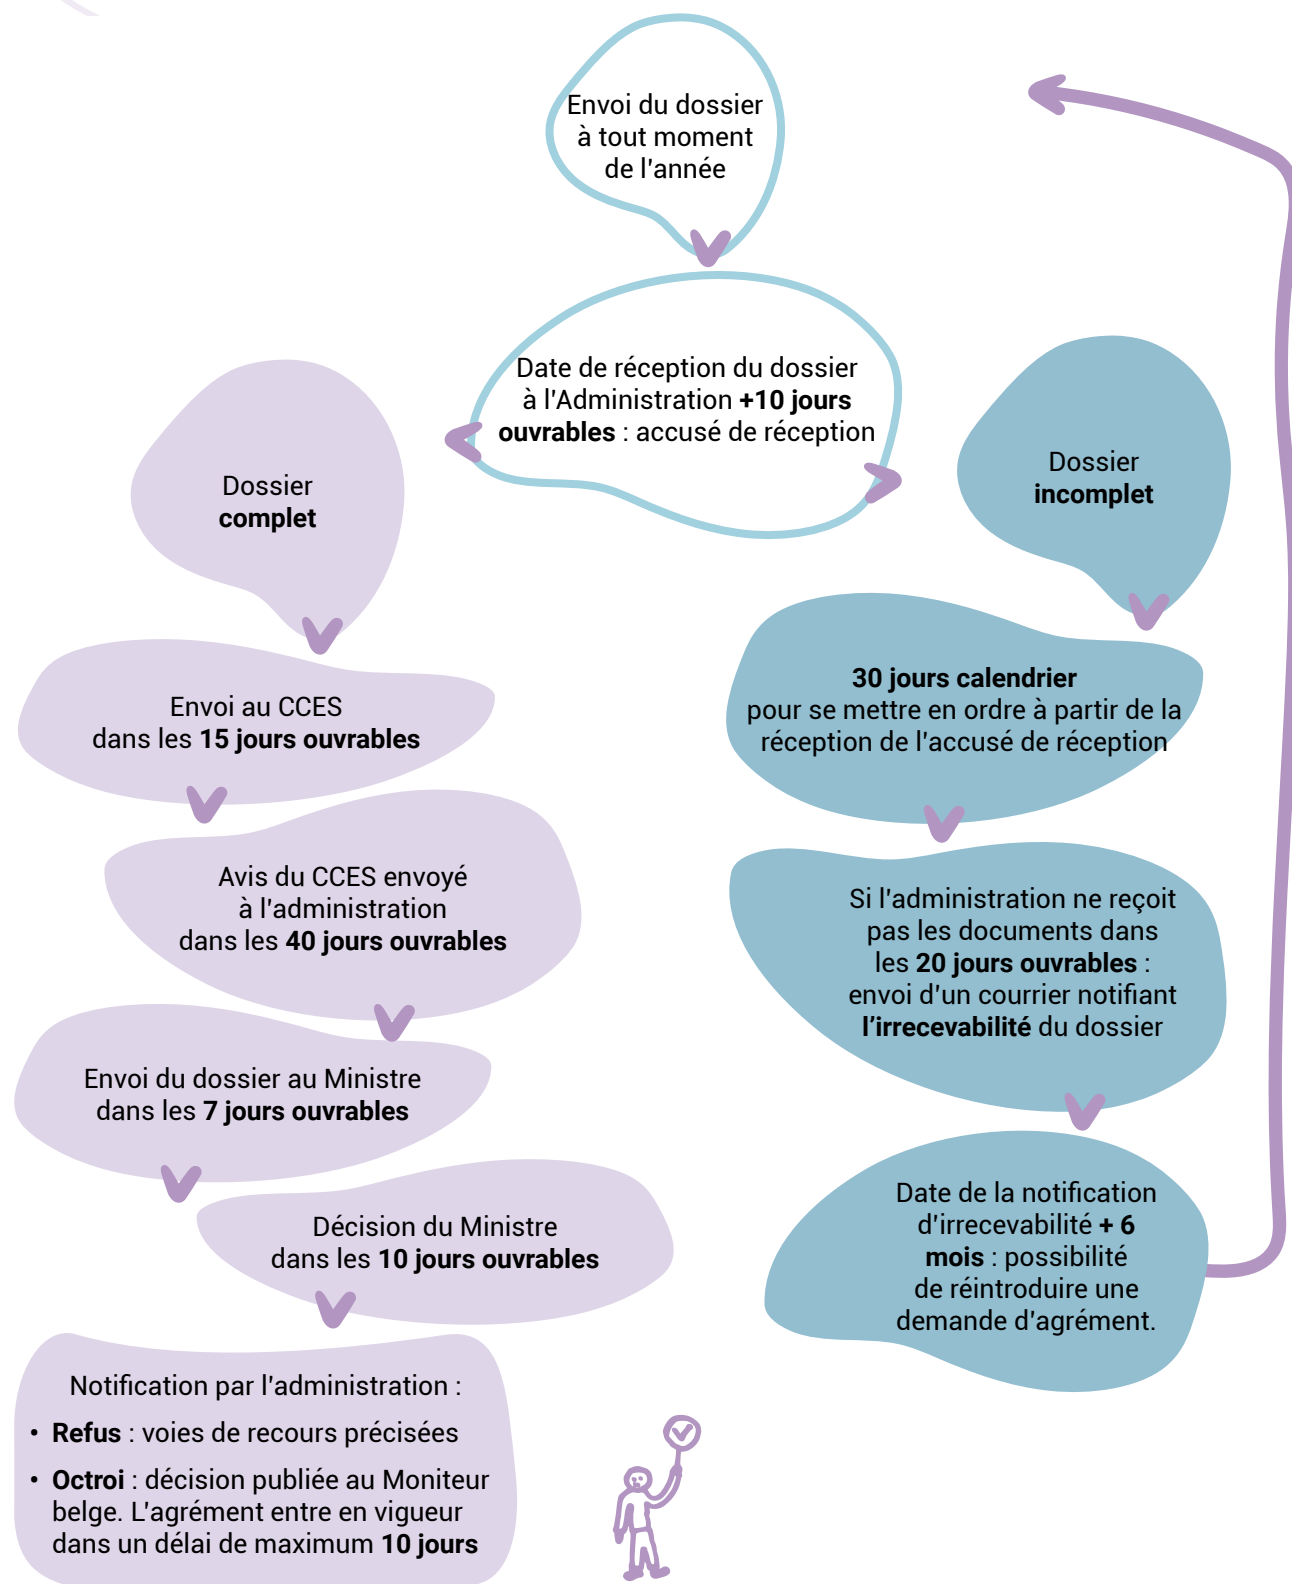 Envoi du dossier
à tout moment
de l'année
Date de réception du dossier
à l'Administration +10 jours
ouvrables : accusé de réception
Dossier
complet
Envoi au CCES
dans les 15 jours ouvrables
Avis du CCES envoyé
à l'administration
dans les 40 jours ouvrables
Envoi du dossier au Ministre
dans les 7 jours ouvrables
Décision du Ministre
dans les 10 jours ouvrables
Notification par l'administration :
• Refus : voies de recours précisées
• Octroi : décision publiée au Moniteur
belge. L'agrément entre en vigueur
dans un délai de maximum 10 jours
Dossier
incomplet
30 jours calendrier
pour se mettre en ordre à partir de la
réception de l'accusé de réception
Si l'administration ne reçoit
pas les documents dans
les 20 jours ouvrables :
envoi d'un courrier notifiant
l'irrecevabilité du dossier
Date de la notification
d'irrecevabilité + 6
mois : possibilité
de réintroduire une
demande d'agrément.